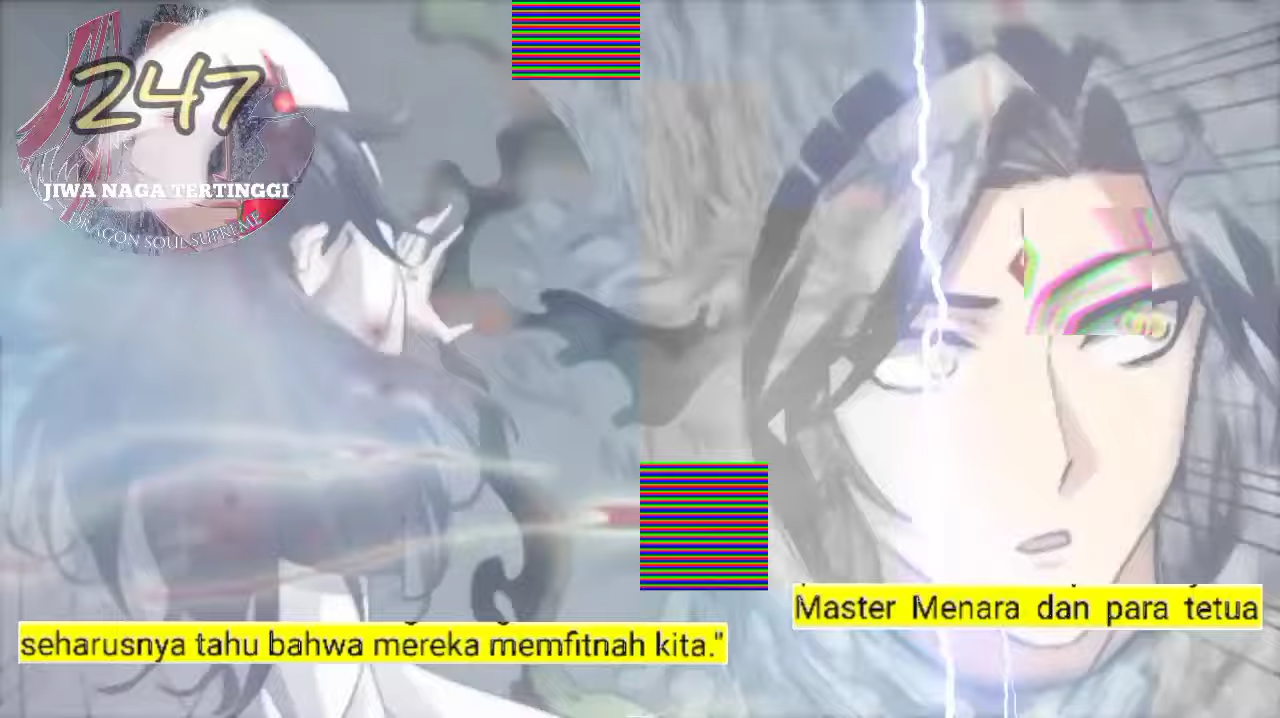 247
JIWA NAGA TERTINGGI
DRAGON SOUL SUPREME
Master Menara dan para tetua
seharusnya tahu bahwa mereka memfitnah kita."